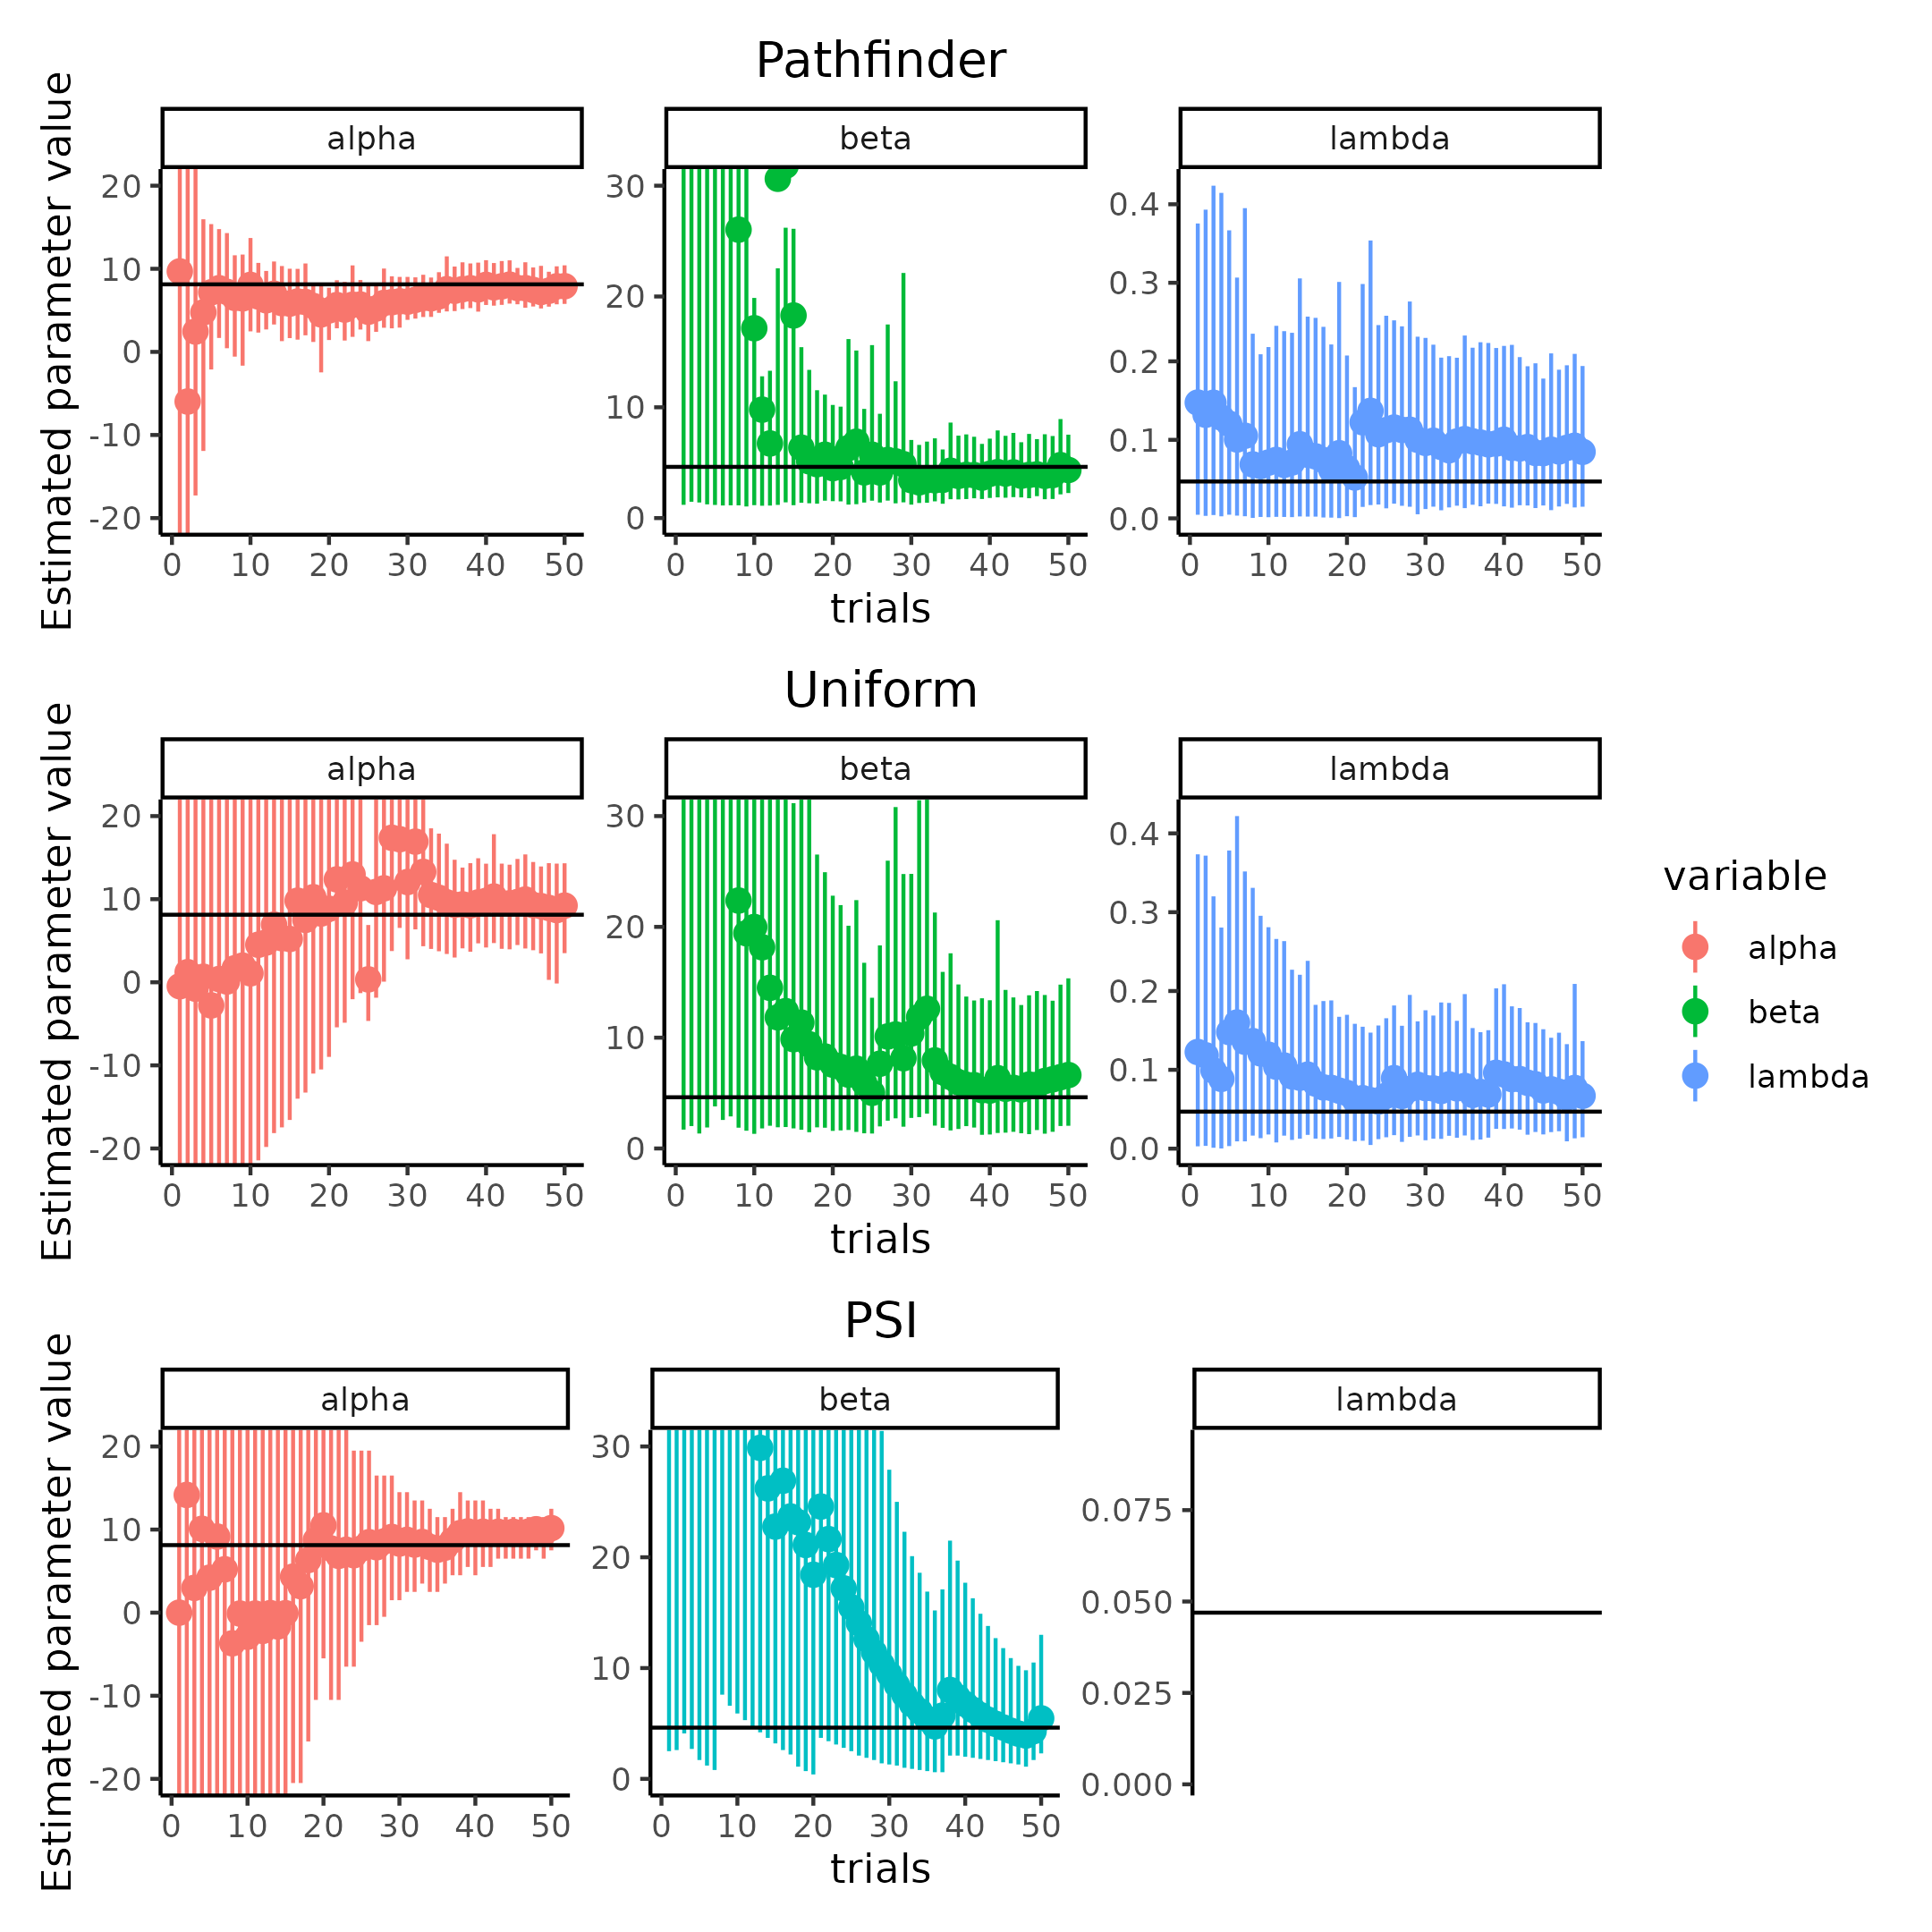 Pathfinder
Estimated parameter value
alpha beta lambda
20 30 0.4
10 20 0.3
0 10 0.2
-10 0 0.1
-20 0.0
0 10 20 30 40 50 0 10 20 30 40 50 0 10 20 30 40 50
trials
Uniform
Estimated parameter value
alpha beta lambda
20 30 0.4
10 20 0.3
0 10 0.2
-10 0 0.1
-20 0.0
0 10 20 30 40 50 0 10 20 30 40 50 0 10 20 30 40 50
trials
variable
alpha
beta
lambda
PSI
Estimated parameter value
alpha beta lambda
20 30 0.075
10 20 0.050
0 10 0.025
-10 0 0.000
-20
0 10 20 30 40 50 0 10 20 30 40 50
trials